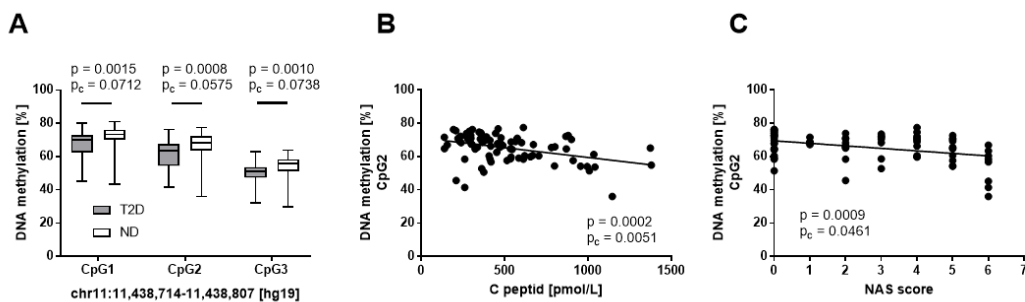 A
p = 0.0015
pc = 0.0712
p = 0.0008
pc = 0.0575
p = 0.0010
pc = 0.0738
DNA methylation [%]
100
80
60
40
20
0
T2D
ND
CpG1
CpG2
CpG3
chr11:11,438,714-11,438,807 [hg19]
B
DNA methylation [%]
CpG2
100
80
60
40
20
0
p = 0.0002
pc = 0.0051
0
500
1000
1500
C peptid [pmol/L]
C
DNA methylation [%]
CpG2
100
80
60
40
20
0
p = 0.0009
pc = 0.0461
0
1
2
3
4
5
6
7
NAS score